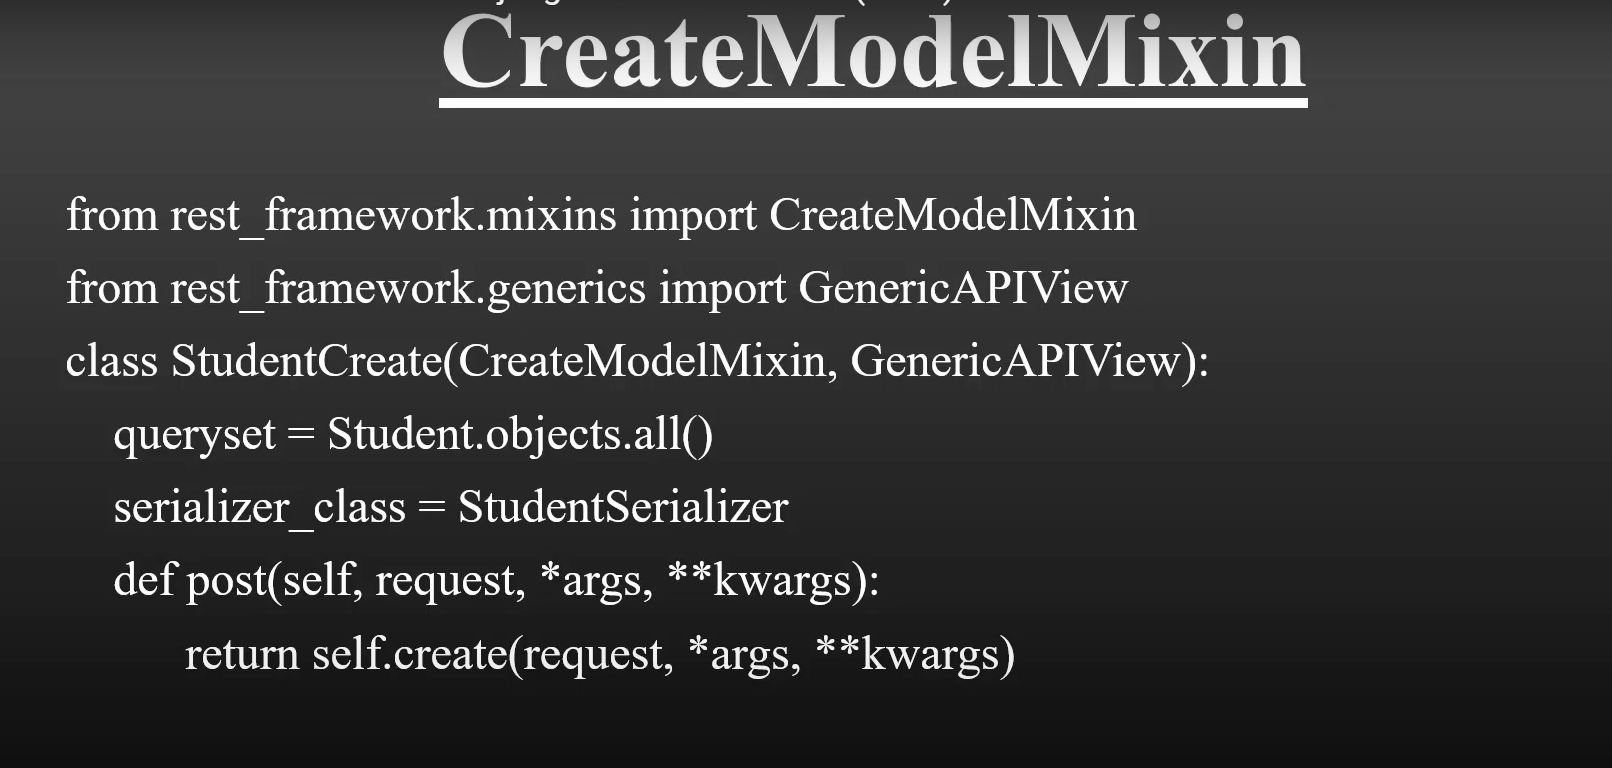 CreateModelMixin
from rest_framework.mixins import CreateModelMixin
from rest_framework.generics import GenericAPIView
class StudentCreate(CreateModelMixin, GenericAPIView):
queryset = Student.objects.all()
serializer_class = StudentSerializer
def post(self, request, *args, **kwargs):
return self.create(request, *args, **kwargs)